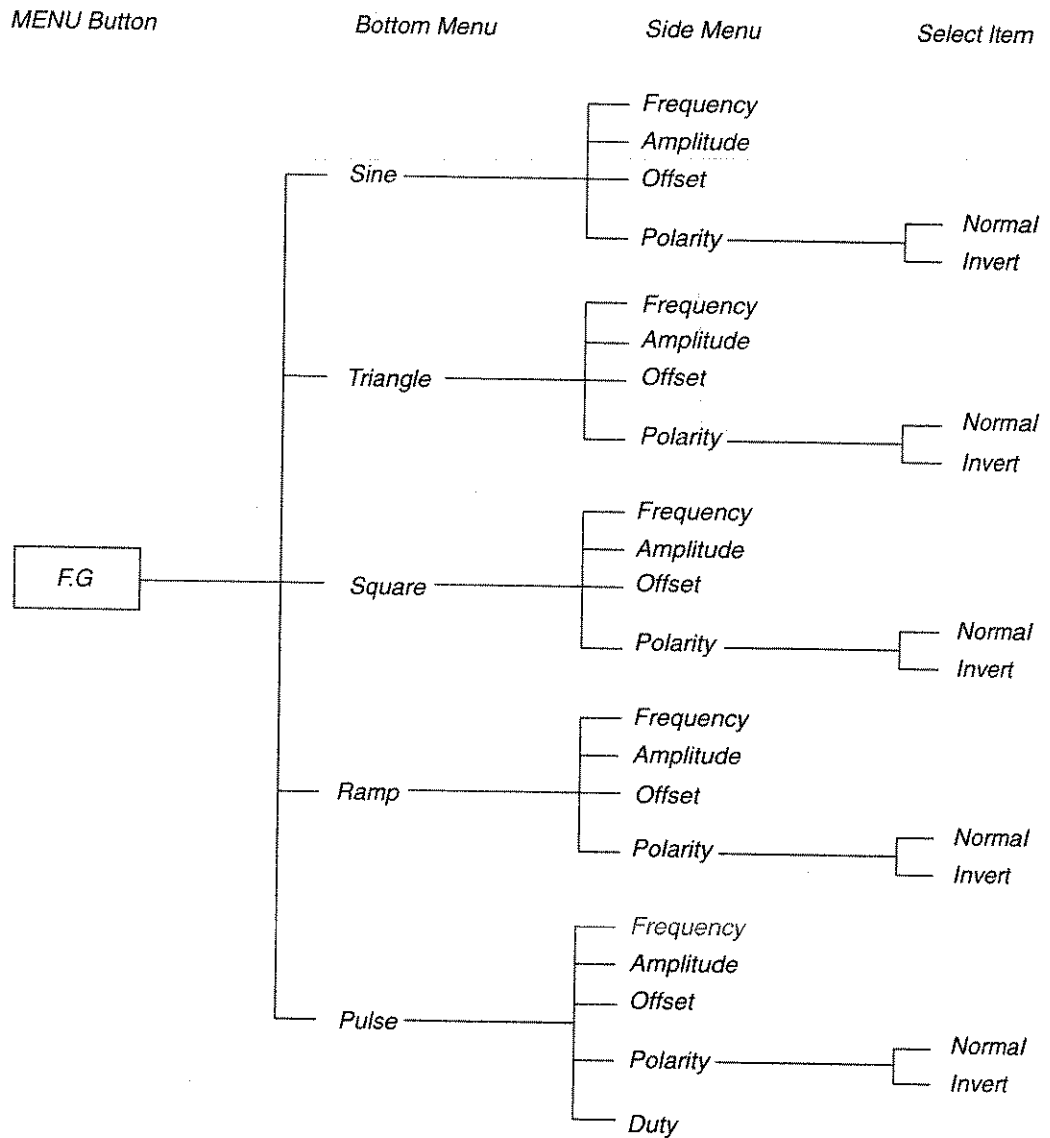 MENU Button Bottom Menu Side Menu Select Item
Frequency
Amplitude
Sine Offset
Polarity Normal
Invert
Frequency
Amplitude
Triangle Offset
Polarity Normal
Invert
Frequency
Amplitude
F.G Square Offset
Polarity Normal
Invert
Frequency
Amplitude
Ramp Offset
Polarity Normal
Invert
Frequency
Amplitude
Offset
Pulse
Polarity Normal
Invert
Duty